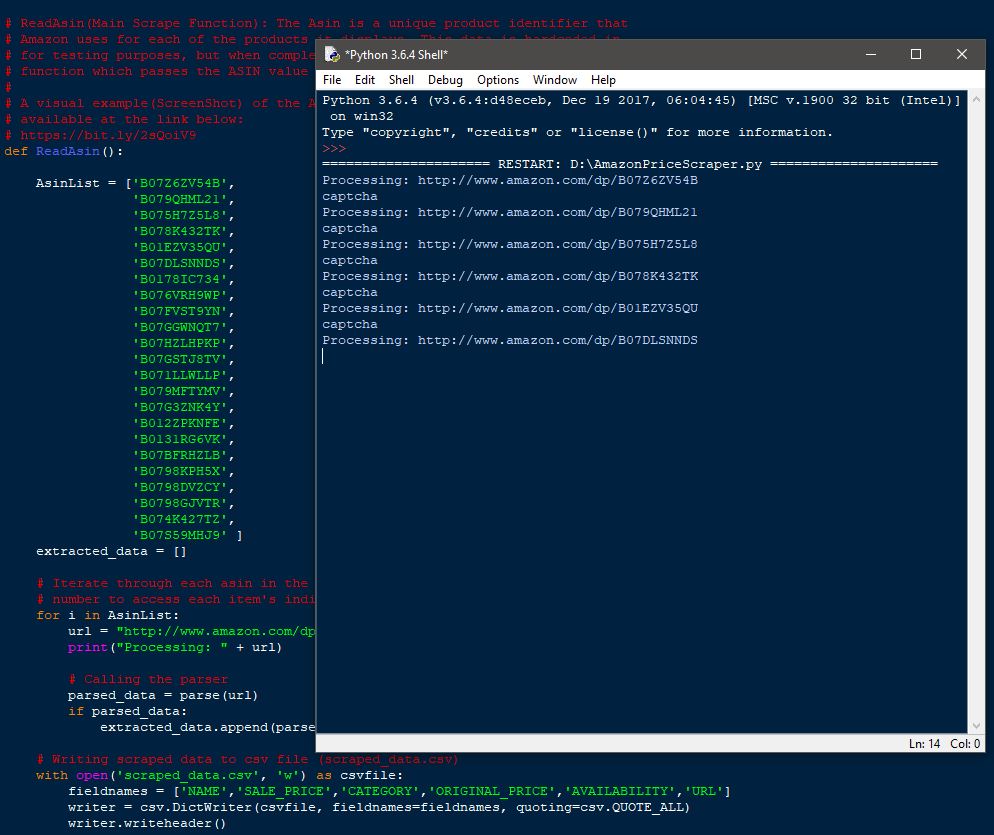 # ReadAsin(Main Scrape Function): The Asin is a unique product identifier that
# Amazon uses for each of the products it displays. This data is hardcoded in
# for testing purposes, but when comple
# function which passes the ASIN value
#
# A visual example(ScreenShot) of the A
# available at the link below:
# https://bit.ly/2sQoiV9
def ReadAsin():
AsinList = ['B07Z6ZV54B',
'B079QHML21',
'B075H7Z5L8',
'B078K432TK',
'B01EZV35QU',
'B07DLSNNDS',
'B0178IC734',
'B076VRH9WP',
'B07FVST9YN',
'B07GGWNQT7',
'B07HZLHPKP',
'B07GSTJ8TV',
'B071LLWLLP',
'B079MFTYMV',
'B07G3ZNK4Y',
'B012ZPKNFE',
'B0131RG6VK',
'B07BFRHZLB',
'B0798KPH5X',
'B0798DVZCY',
'B0798GJVTR',
'B074K427TZ',
'B07S59MHJ9' ]
extracted_data = []
# Iterate through each asin in the
# number to access each item's indi
for i in AsinList:
url = "http://www.amazon.com/dp
print("Processing: " + url)
# Calling the parser
parsed_data = parse(url)
if parsed_data:
extracted_data.append(parse
# Writing scraped data to csv file (scraped_data.csv)
with open('scraped_data.csv', 'w') as csvfile:
fieldnames = ['NAME','SALE_PRICE','CATEGORY','ORIGINAL_PRICE','AVAILABILITY','URL']
writer = csv.DictWriter(csvfile, fieldnames=fieldnames, quoting=csv.QUOTE_ALL)
writer.writeheader()
*Python 3.6.4 Shell*
File Edit Shell Debug Options Window Help
Python 3.6.4 (v3.6.4:d48eceb, Dec 19 2017, 06:04:45) [MSC v.1900 32 bit (Intel)]
on win32
Type "copyright", "credits" or "license()" for more information.
>>>
===================== RESTART: D:\AmazonPriceScraper.py =====================
Processing: http://www.amazon.com/dp/B07Z6ZV54B
captcha
Processing: http://www.amazon.com/dp/B079QHML21
captcha
Processing: http://www.amazon.com/dp/B075H7Z5L8
captcha
Processing: http://www.amazon.com/dp/B078K432TK
captcha
Processing: http://www.amazon.com/dp/B01EZV35QU
captcha
Processing: http://www.amazon.com/dp/B07DLSNNDS
Ln: 14 Col: 0